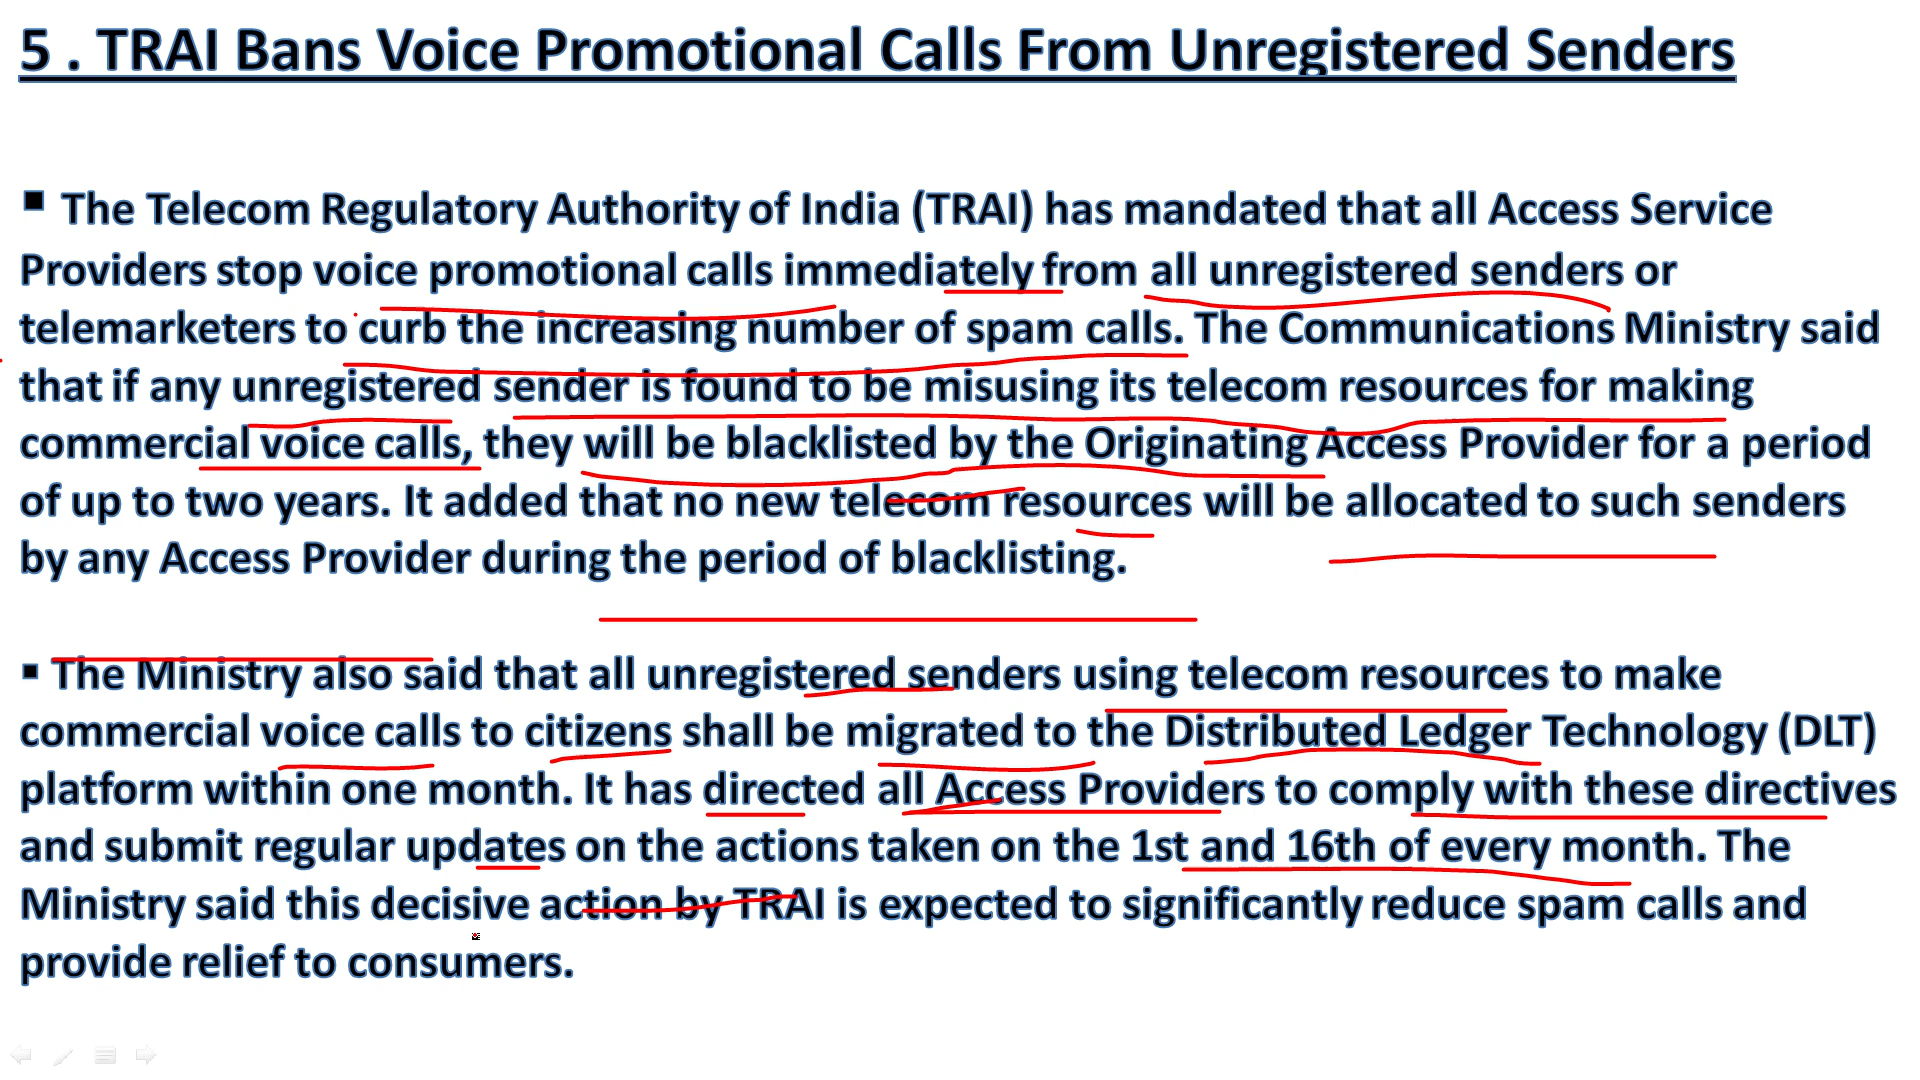 5 . TRAI Bans Voice Promotional Calls From Unregistered Senders
▪ The Telecom Regulatory Authority of India (TRAI) has mandated that all Access Service
Providers stop voice promotional calls immediately from all unregistered senders or
telemarketers to curb the increasing number of spam calls. The Communications Ministry said
that if any unregistered sender is found to be misusing its telecom resources for making
commercial voice calls, they will be blacklisted by the Originating Access Provider for a period
of up to two years. It added that no new telecom resources will be allocated to such senders
by any Access Provider during the period of blacklisting.
▪ The Ministry also said that all unregistered senders using telecom resources to make
commercial voice calls to citizens shall be migrated to the Distributed Ledger Technology (DLT)
platform within one month. It has directed all Access Providers to comply with these directives
and submit regular updates on the actions taken on the 1st and 16th of every month. The
Ministry said this decisive action by TRAI is expected to significantly reduce spam calls and
provide relief to consumers.